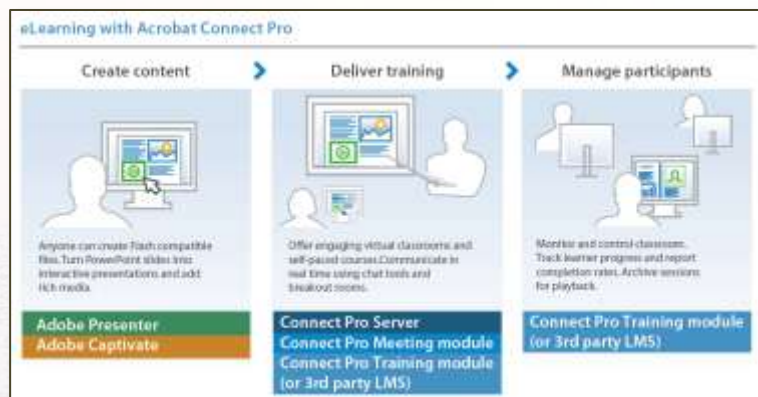 eLearning with Acrobat Connect Pro
Create content
Deliver training
Manage participants
Anyone can create Flash compatible
files. Turn PowerPoint slides into
interactive presentations and add
rich media.
Offer engaging virtual classrooms and
self-paced courses. Communicate in
real time using chat tools and
breakout rooms.
Monitor and control classroom.
Track learner progress and report
completion rates. Archive sessions
for playback.
Adobe Presenter
Adobe Captivate
Connect Pro Server
Connect Pro Meeting module
Connect Pro Training module
(or 3rd party LMS)
Connect Pro Training module
(or 3rd party LMS)